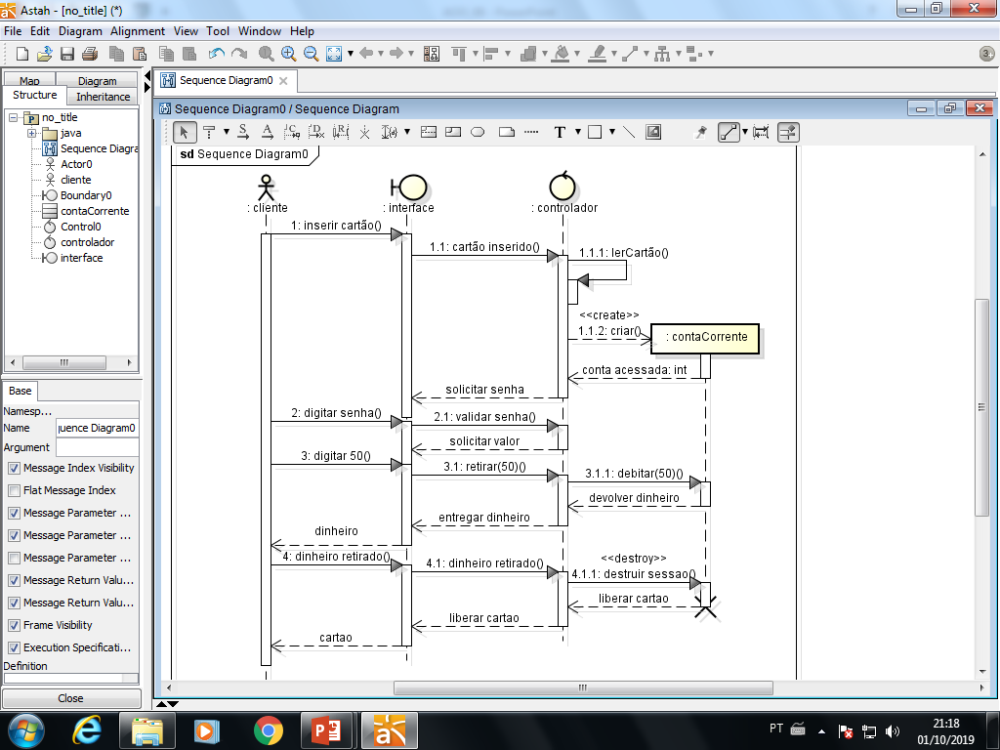 Astah - [no_title] (*)
File Edit Diagram Alignment View Tool Window Help
Map Diagram
Structure Inheritance
no_title
java
Sequence Diagra
Actor0
cliente
Boundary0
contaCorrente
Control0
controlador
interface
Base
Namesp...
Name quence Diagram0
Argument
Message Index Visibility
Flat Message Index
Message Parameter ...
Message Parameter ...
Message Parameter ...
Message Return Valu...
Message Return Valu...
Frame Visibility
Execution Specificati...
Definition
Close
Sequence Diagram0
Sequence Diagram0 / Sequence Diagram
sd Sequence Diagram0
: cliente
: interface
: controlador
1: inserir cartão()
1.1: cartão inserido()
1.1.1: lerCartão()
<<create>>
1.1.2: criar()
: contaCorrente
conta acessada: int
solicitar senha
2: digitar senha()
2.1: validar senha()
solicitar valor
3: digitar 50()
3.1: retirar(50)()
3.1.1: debitar(50)()
devolver dinheiro
entregar dinheiro
dinheiro
4: dinheiro retirado()
4.1: dinheiro retirado()
<<destroy>>
4.1.1: destruir sessao()
liberar cartao
liberar cartao
cartao
PT
21:18
01/10/2019